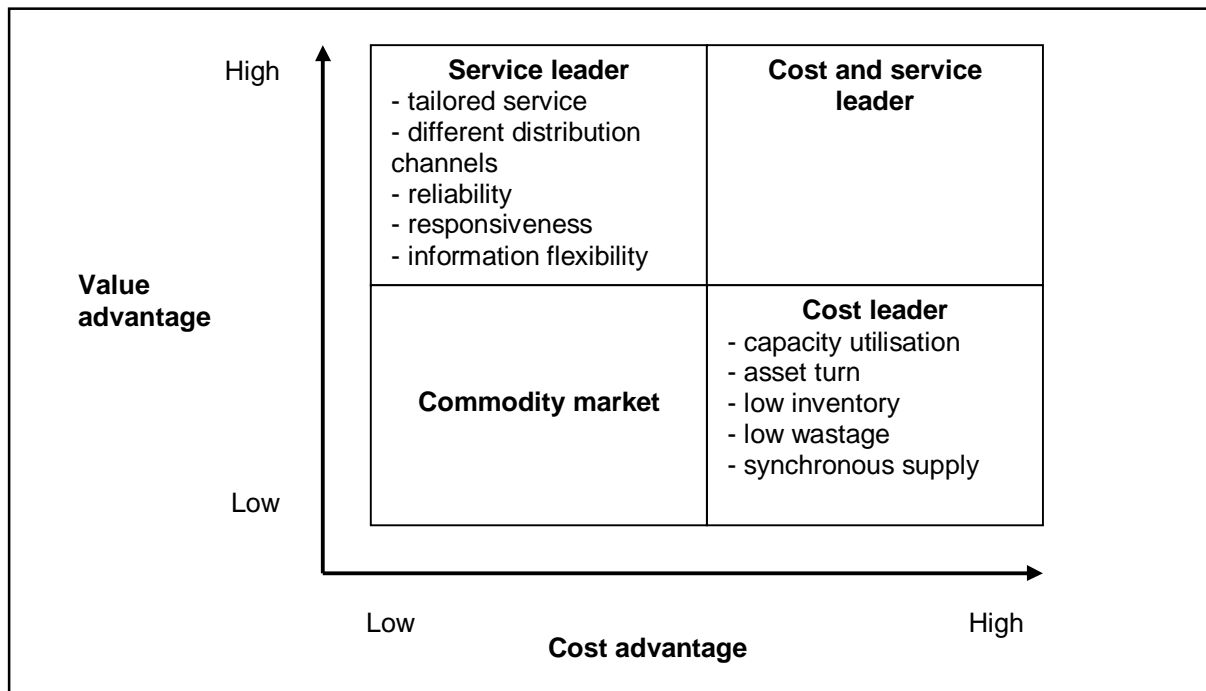 High
Service leader
- tailored service
- different distribution
channels
- reliability
- responsiveness
- information flexibility
Cost and service
leader
Value
advantage
Commodity market
Cost leader
- capacity utilisation
- asset turn
- low inventory
- low wastage
- synchronous supply
Low
Low
High
Cost advantage